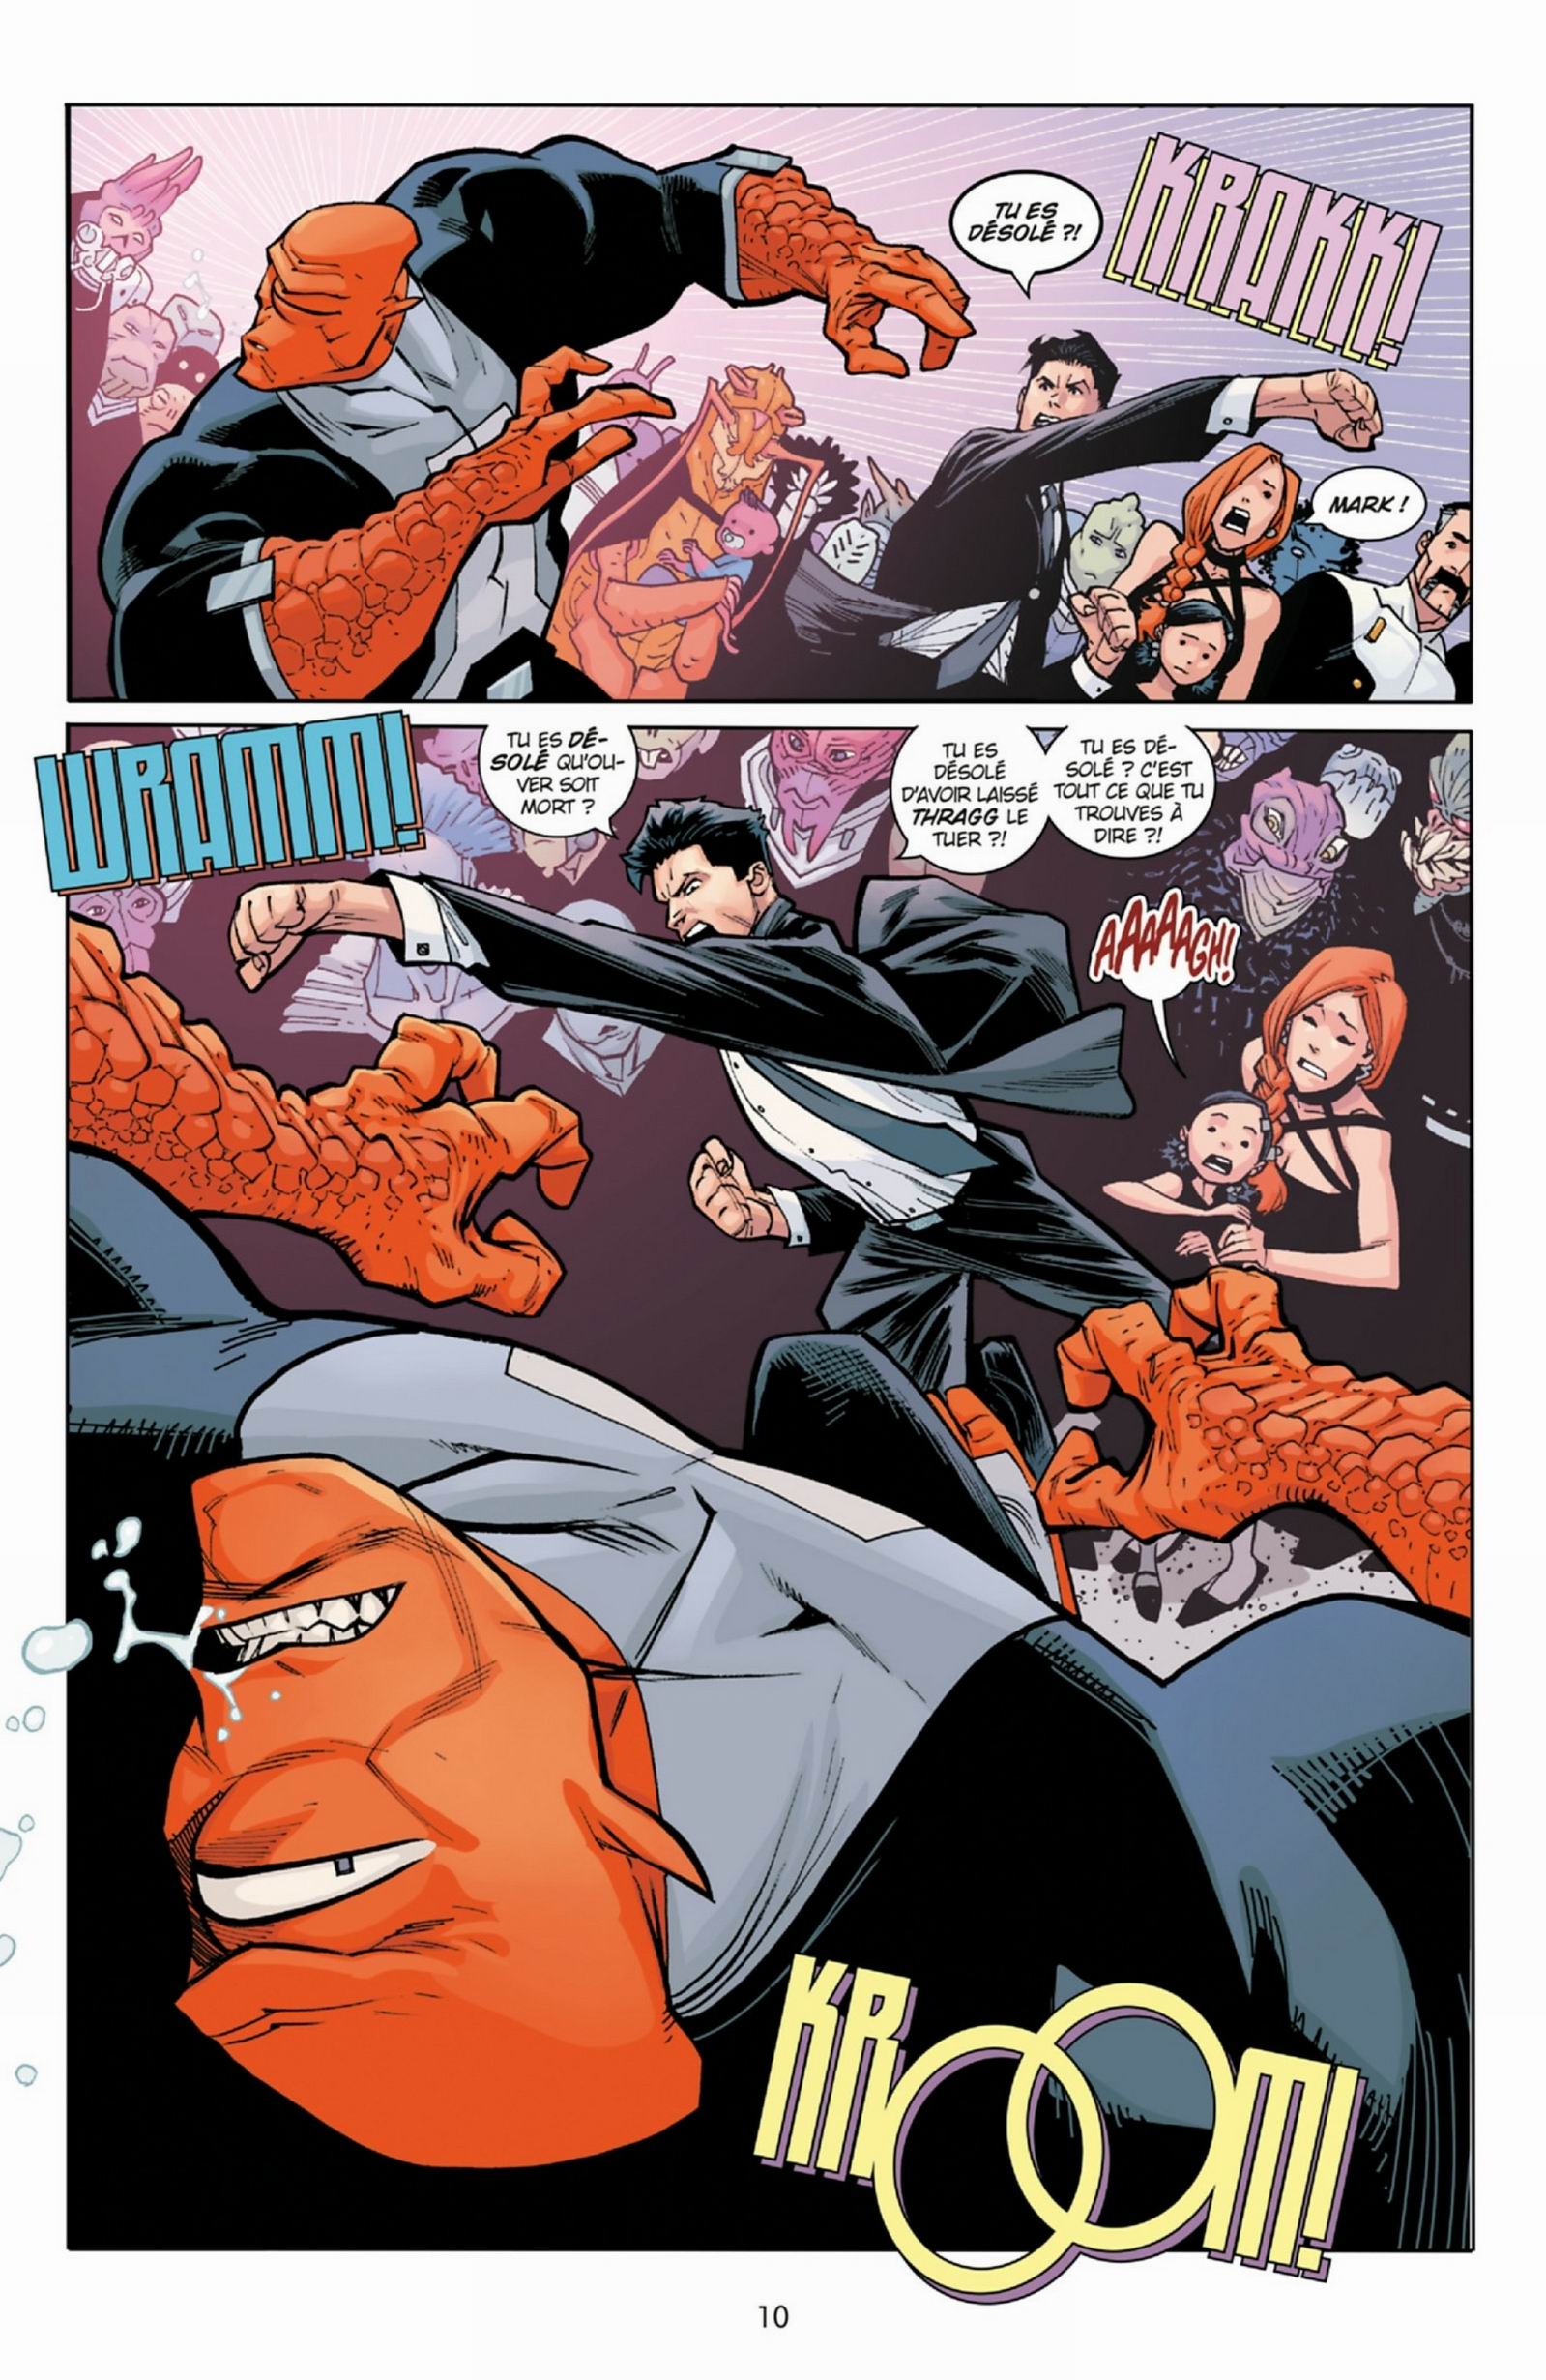 TU ES
DÉSOLÉ ?!
KRAKK!
MARK !
WRAMM!
TU ES DÉ-
SOLÉ QU'OLI-
VER SOIT
MORT ?
TU ES
DÉSOLÉ
D'AVOIR LAISSÉ
THRAGG LE
TUER ?!
TU ES DÉ-
SOLÉ ? C'EST
TOUT CE QUE TU
TROUVES À
DIRE ?!
AAAAAGH!
KROOM!
10